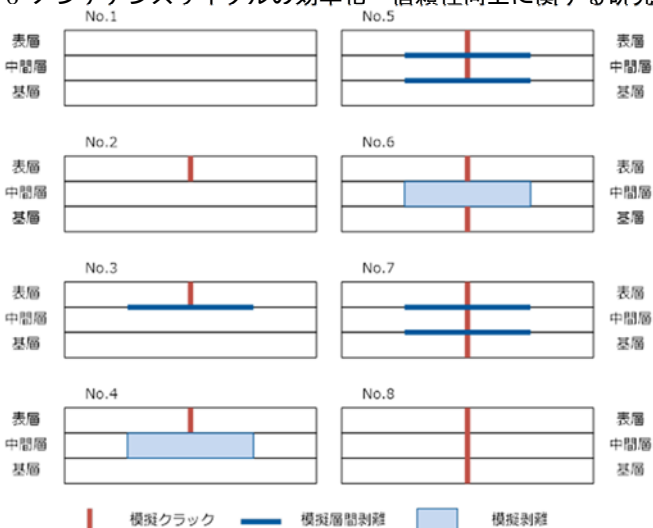 No.1
表層
中間層
基層
No.5
表層
中間層
基層
No.2
表層
中間層
基層
No.6
表層
中間層
基層
No.3
表層
中間層
基層
No.7
表層
中間層
基層
No.4
表層
中間層
基層
No.8
表層
中間層
基層
模擬クラック 模擬層間剥離 模擬剥離